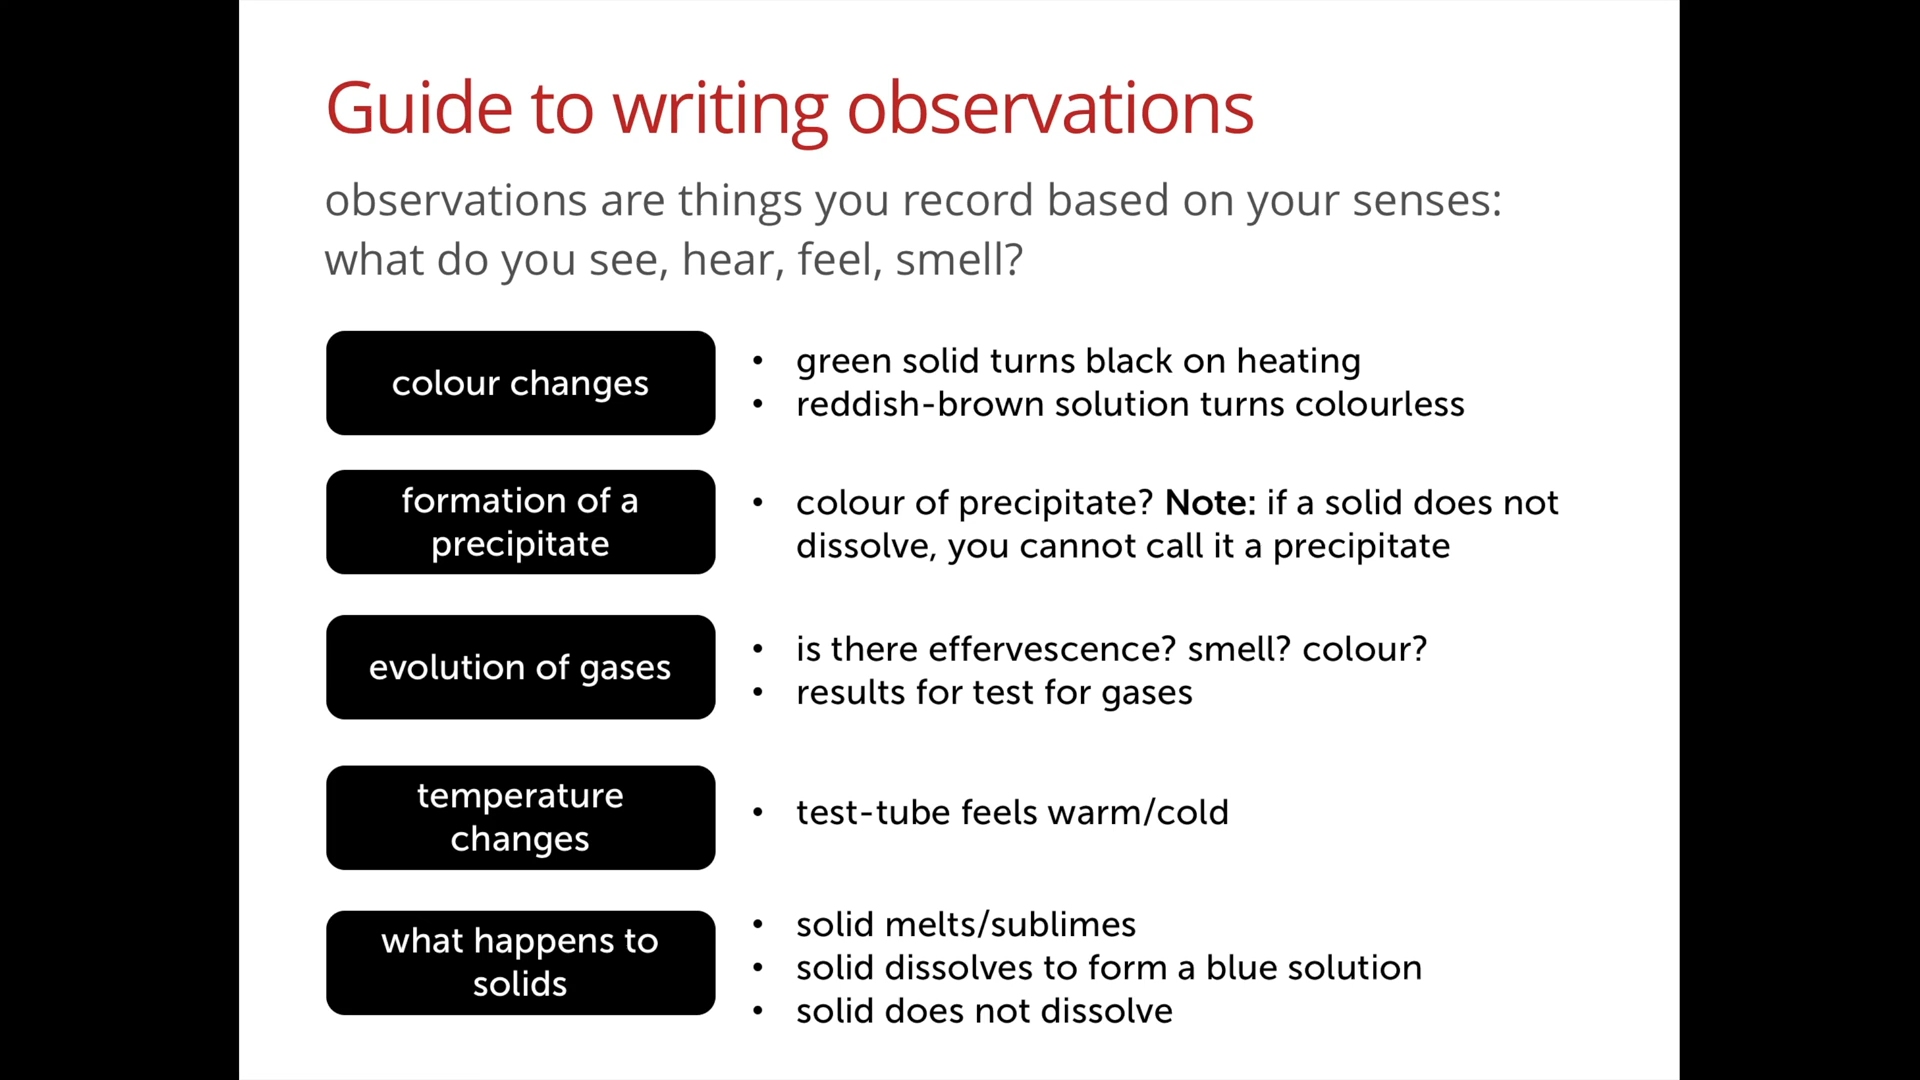 Guide to writing observations
observations are things you record based on your senses:
what do you see, hear, feel, smell?
colour changes
• green solid turns black on heating
• reddish-brown solution turns colourless
formation of a
precipitate
• colour of precipitate? Note: if a solid does not
dissolve, you cannot call it a precipitate
evolution of gases
• is there effervescence? smell? colour?
• results for test for gases
temperature
changes
• test-tube feels warm/cold
what happens to
solids
• solid melts/sublimes
• solid dissolves to form a blue solution
• solid does not dissolve